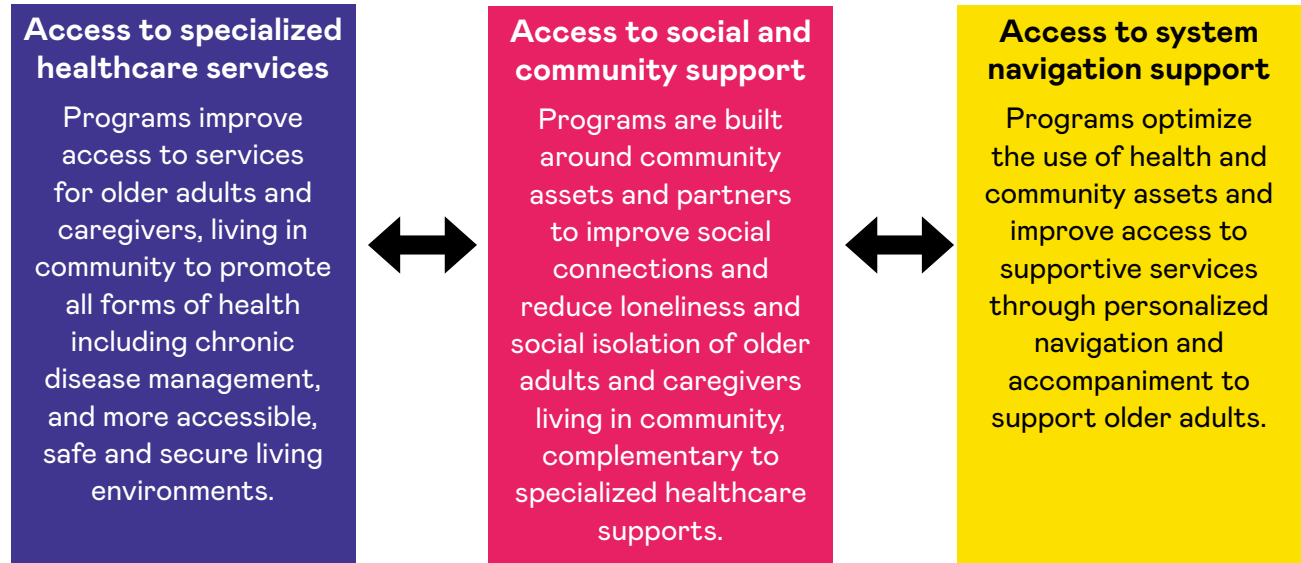 Access to specialized
healthcare services
Programs improve
access to services
for older adults and
caregivers, living in
community to promote
all forms of health
including chronic
disease management,
and more accessible,
safe and secure living
environments.
Access to social and
community support
Programs are built
around community
assets and partners
to improve social
connections and
reduce loneliness and
social isolation of older
adults and caregivers
living in community,
complementary to
specialized healthcare
supports.
Access to system
navigation support
Programs optimize
the use of health and
community assets and
improve access to
supportive services
through personalized
navigation and
accompaniment to
support older adults.